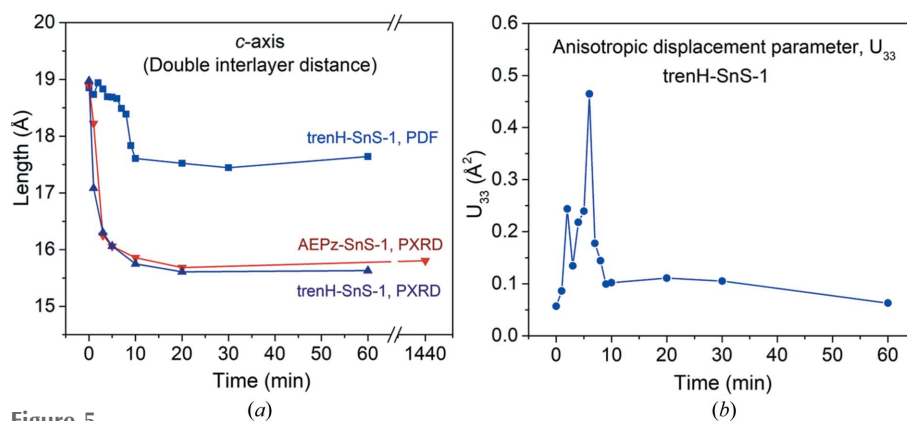 c-axis
(Double interlayer distance)
Length (Å)
19
18
17
16
15
trenH-SnS-1, PDF
AEPz-SnS-1, PXRD
trenH-SnS-1, PXRD
0 10 20 30 40 50 60 1440
Time (min)
(a)
Anisotropic displacement parameter, U33
trenH-SnS-1
U33 (Å2)
0.6
0.5
0.4
0.3
0.2
0.1
0.0
0 10 20 30 40 50 60
Time (min)
(b)
Figure 5